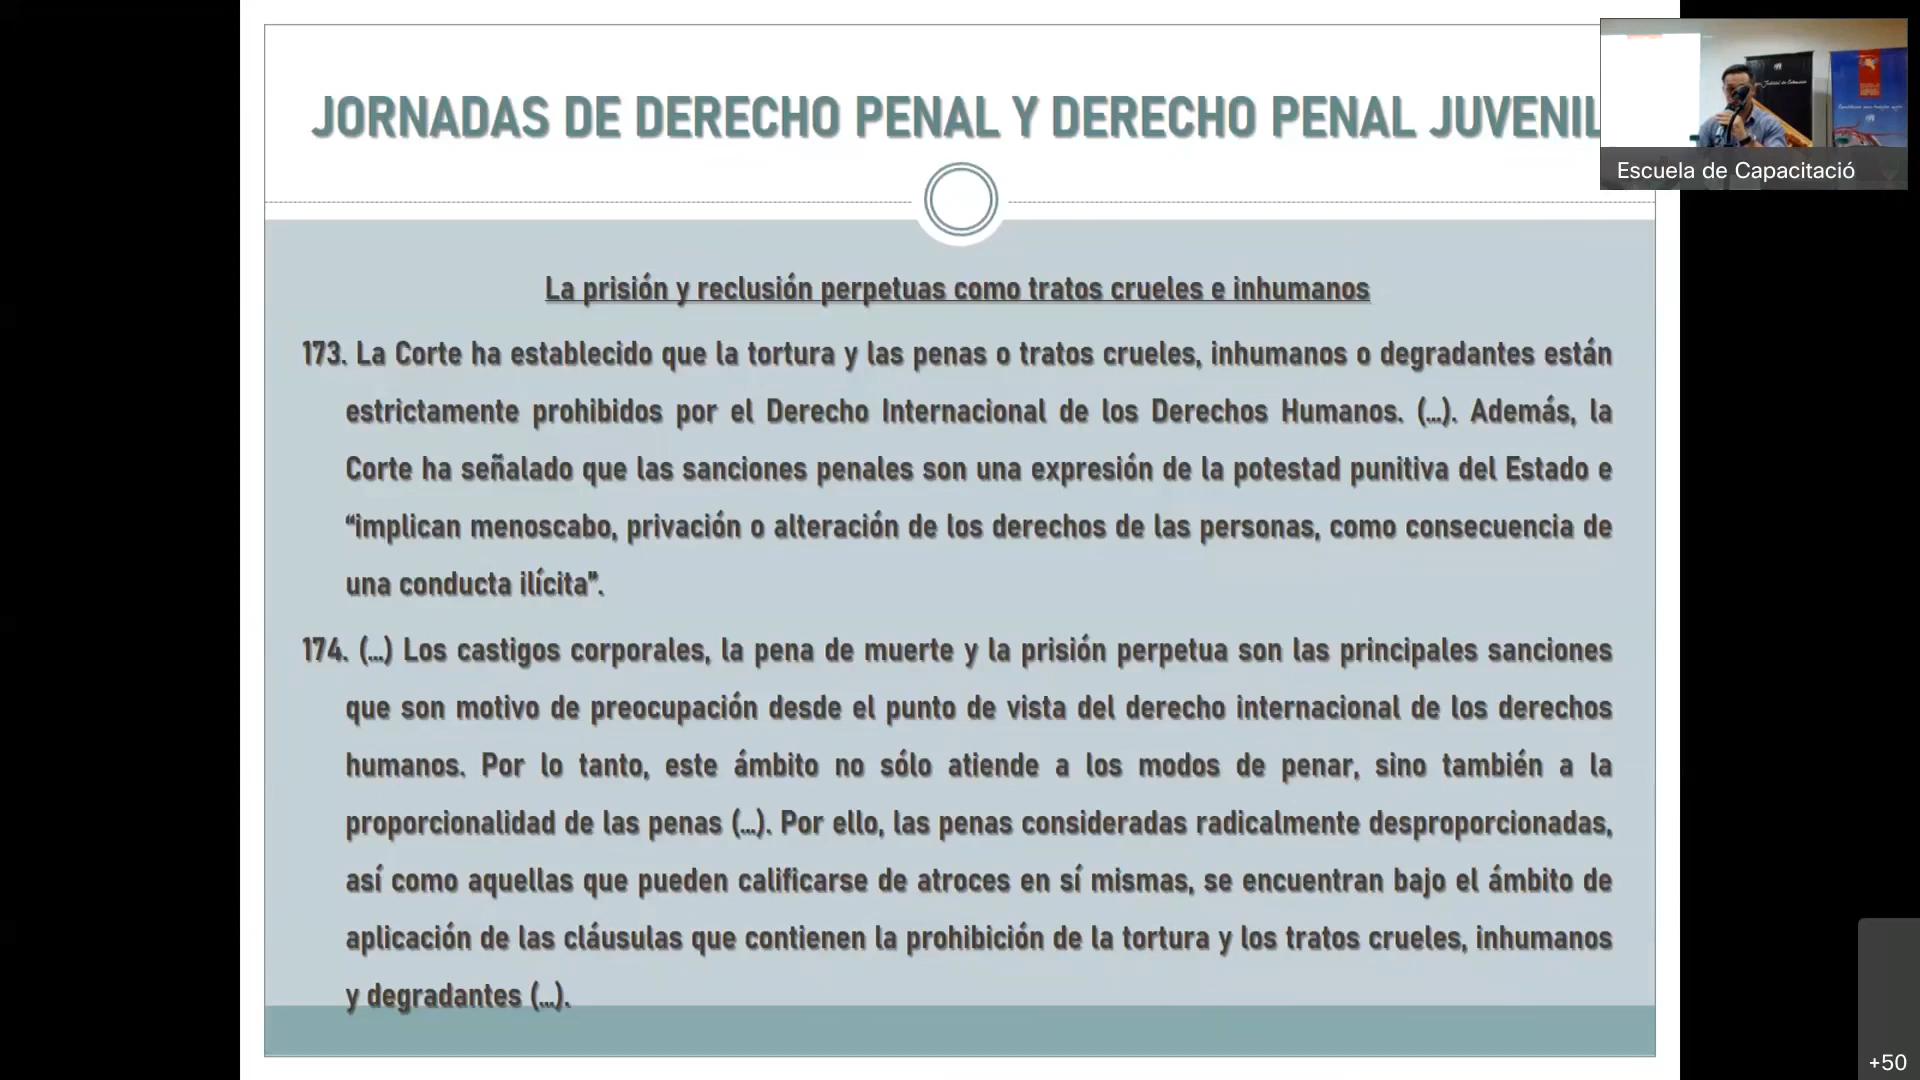 JORNADAS DE DERECHO PENAL Y DERECHO PENAL JUVENIL
Escuela de Capacitació
La prisión y reclusión perpetuas como tratos crueles e inhumanos
173. La Corte ha establecido que la tortura y las penas o tratos crueles, inhumanos o degradantes están
estrictamente prohibidos por el Derecho Internacional de los Derechos Humanos. (...). Además, la
Corte ha señalado que las sanciones penales son una expresión de la potestad punitiva del Estado e
“implican menoscabo, privación o alteración de los derechos de las personas, como consecuencia de
una conducta ilícita”.
174. (...) Los castigos corporales, la pena de muerte y la prisión perpetua son las principales sanciones
que son motivo de preocupación desde el punto de vista del derecho internacional de los derechos
humanos. Por lo tanto, este ámbito no sólo atiende a los modos de penar, sino también a la
proporcionalidad de las penas (...). Por ello, las penas consideradas radicalmente desproporcionadas,
así como aquellas que pueden calificarse de atroces en sí mismas, se encuentran bajo el ámbito de
aplicación de las cláusulas que contienen la prohibición de la tortura y los tratos crueles, inhumanos
y degradantes (...).
+50